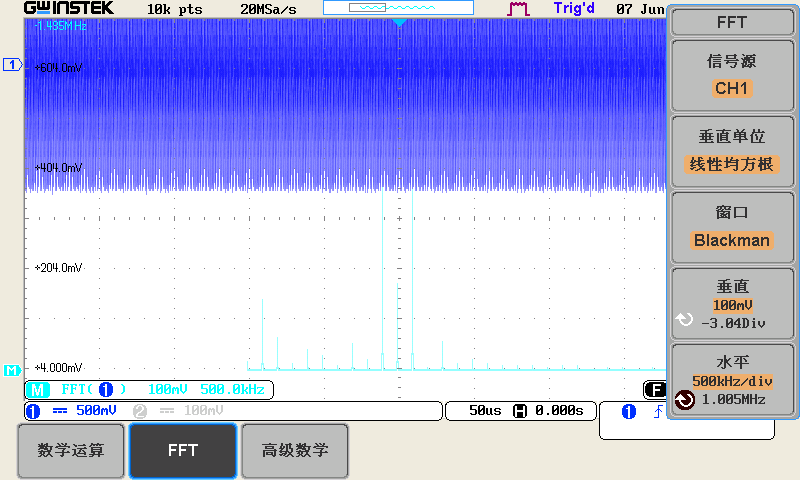 GWINSTEK 10k pts 20MSa/s Trig'd 07 Jun
-1.495MHz
1
+604.0mV
+404.0mV
+204.0mV
+4.000mV
M
M FFT( 1 ) 100mV 500.0kHz
F
1 500mV 2 100mV 50us H 0.000s 1
FFT
信号源
CH1
垂直单位
线性均方根
窗口
Blackman
垂直
100mV
-3.04Div
水平
500kHz/div
1.005MHz
数学运算 FFT 高级数学